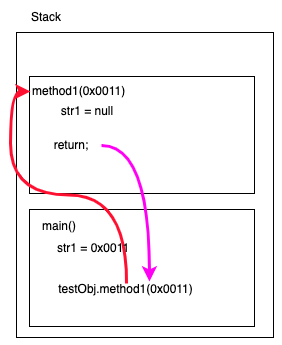 Stack
method1(0x0011)
str1 = null
return;
main()
str1 = 0x0011
testObj.method1(0x0011)